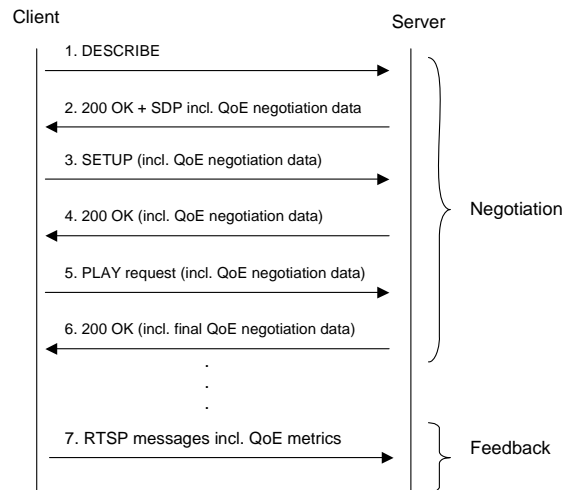 Client
Server
1. DESCRIBE
2. 200 OK + SDP incl. QoE negotiation data
3. SETUP (incl. QoE negotiation data)
4. 200 OK (incl. QoE negotiation data)
Negotiation
5. PLAY request (incl. QoE negotiation data)
6. 200 OK (incl. final QoE negotiation data)
.
.
.
7. RTSP messages incl. QoE metrics
Feedback